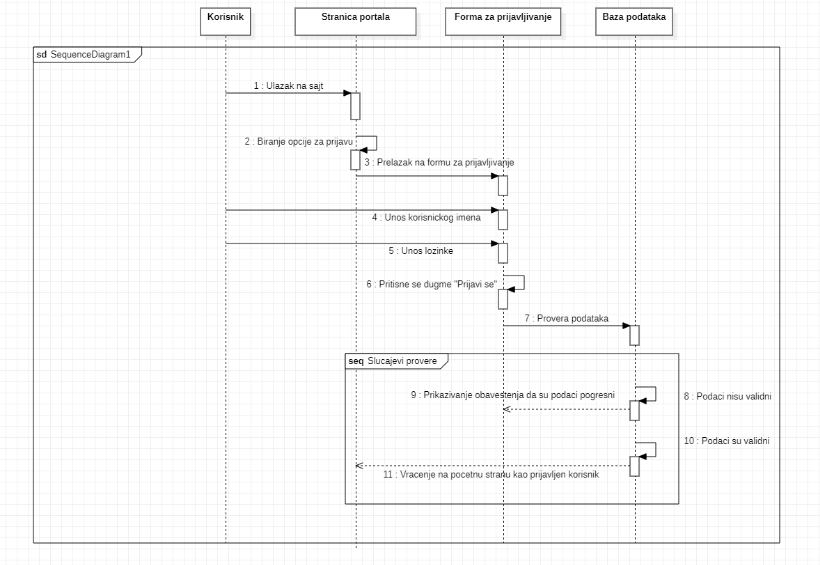 Korisnik
Stranica portala
Forma za prijavljivanje
Baza podataka
sd SequenceDiagram1
1 : Ulazak na sajt
2 : Biranje opcije za prijavu
3 : Prelazak na formu za prijavljivanje
4 : Unos korisnickog imena
5 : Unos lozinke
6 : Pritisne se dugme "Prijavi se"
7 : Provera podataka
seq Slucajevi provere
8 : Podaci nisu validni
9 : Prikazivanje obavestenja da su podaci pogresni
10 : Podaci su validni
11 : Vracenje na pocetnu stranu kao prijavljen korisnik